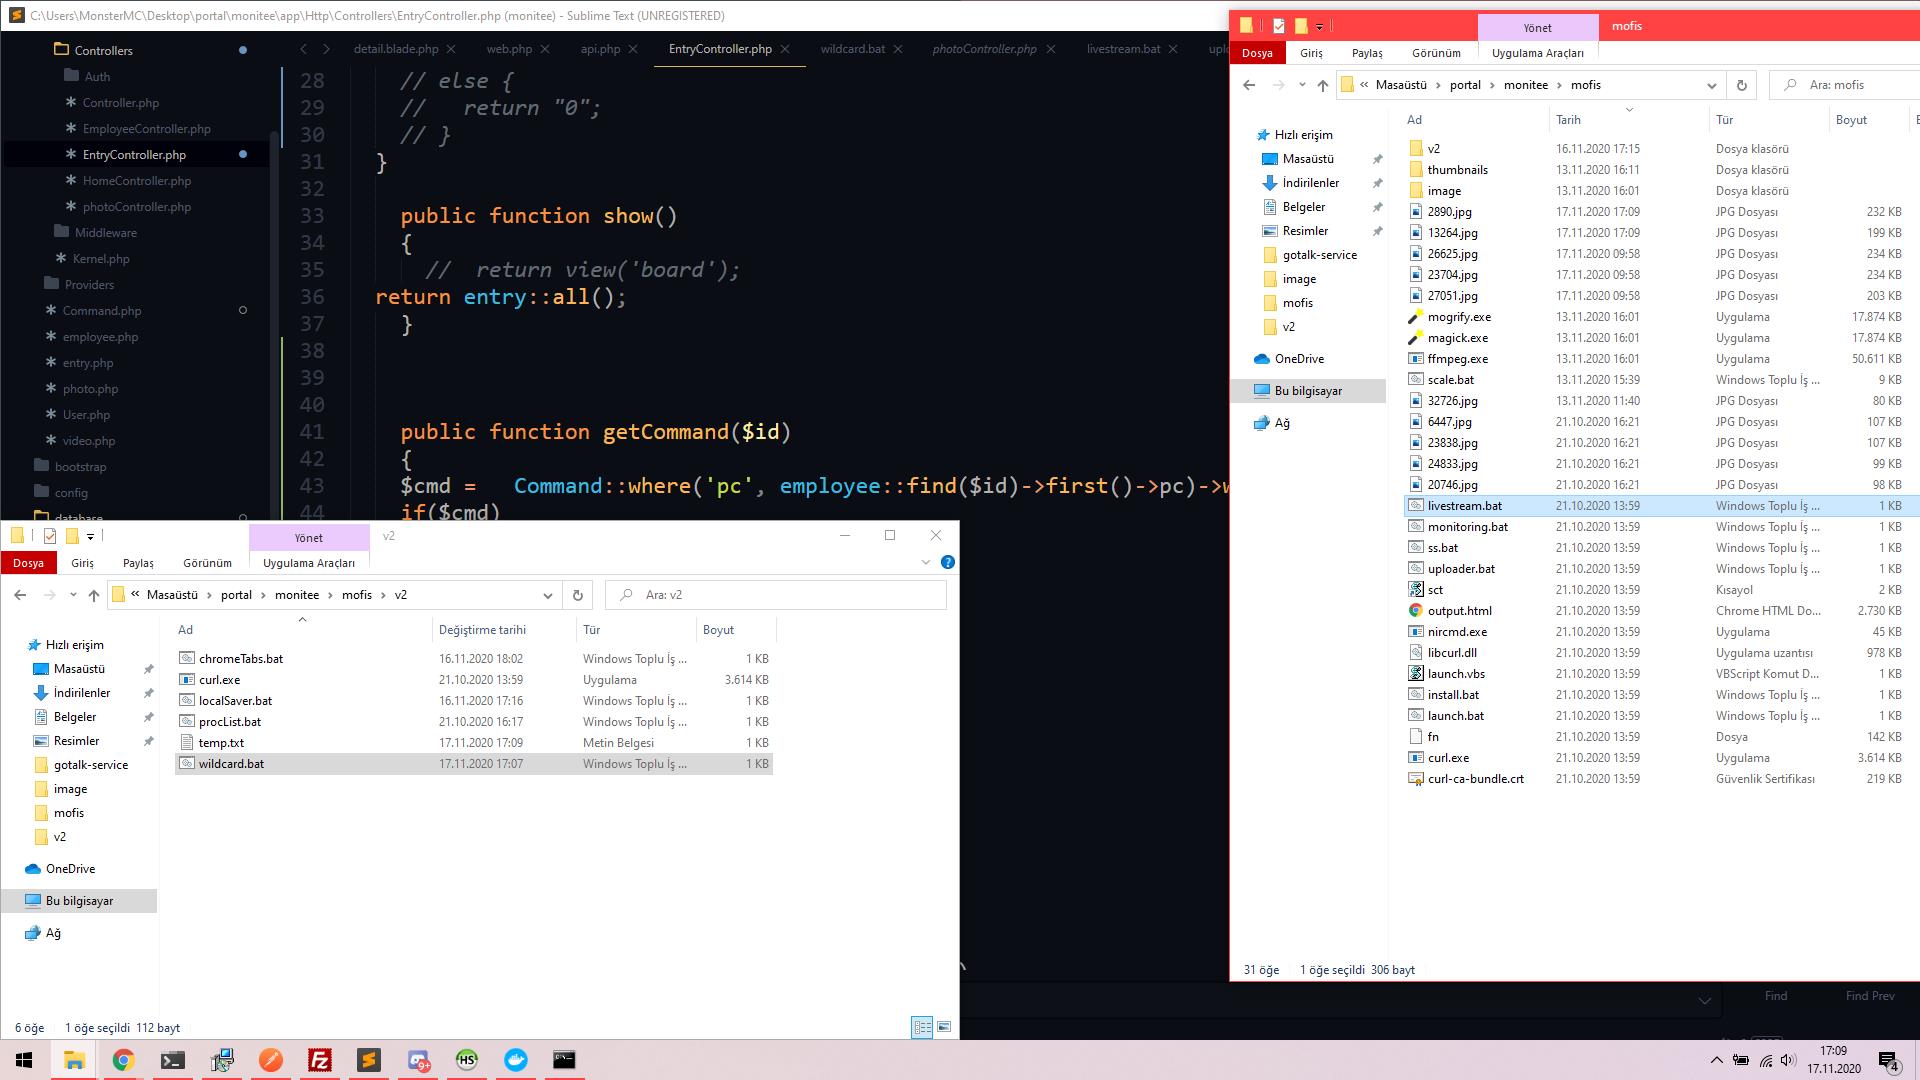 C:\Users\MonsterMC\Desktop\portal\monitee\app\Http\Controllers\EntryController.php (monitee) - Sublime Text (UNREGISTERED)
Controllers
Auth
Controller.php
EmployeeController.php
EntryController.php
HomeController.php
photoController.php
Middleware
Kernel.php
Providers
Command.php
employee.php
entry.php
photo.php
User.php
video.php
bootstrap
config
database
detail.blade.php
web.php
api.php
EntryController.php
wildcard.bat
photoController.php
livestream.bat
28 // else {
29 //   return "0";
30 // }
31 }
32
33 public function show()
34 {
35 //  return view('board');
36 return entry::all();
37 }
38
39
40
41 public function getCommand($id)
42 {
43 $cmd =   Command::where('pc', employee::find($id)->first()->pc)->
44 if($cmd)
Find
Find Prev
Yönet
mofis
Dosya Giriş Paylaş Görünüm Uygulama Araçları
« Masaüstü › portal › monitee › mofis
Ara: mofis
Hızlı erişim
Masaüstü
İndirilenler
Belgeler
Resimler
gotalk-service
image
mofis
v2
OneDrive
Bu bilgisayar
Ağ
Ad Tarih Tür Boyut
v2 16.11.2020 17:15 Dosya klasörü
thumbnails 13.11.2020 16:11 Dosya klasörü
image 13.11.2020 16:01 Dosya klasörü
2890.jpg 17.11.2020 17:09 JPG Dosyası 232 KB
13264.jpg 17.11.2020 17:09 JPG Dosyası 199 KB
26625.jpg 17.11.2020 09:58 JPG Dosyası 234 KB
23704.jpg 17.11.2020 09:58 JPG Dosyası 234 KB
27051.jpg 17.11.2020 09:58 JPG Dosyası 203 KB
mogrify.exe 13.11.2020 16:01 Uygulama 17.874 KB
magick.exe 13.11.2020 16:01 Uygulama 17.874 KB
ffmpeg.exe 13.11.2020 16:01 Uygulama 50.611 KB
scale.bat 13.11.2020 15:39 Windows Toplu İş ... 9 KB
32726.jpg 13.11.2020 11:40 JPG Dosyası 80 KB
6447.jpg 21.10.2020 16:21 JPG Dosyası 107 KB
23838.jpg 21.10.2020 16:21 JPG Dosyası 107 KB
24833.jpg 21.10.2020 16:21 JPG Dosyası 99 KB
20746.jpg 21.10.2020 16:21 JPG Dosyası 98 KB
livestream.bat 21.10.2020 13:59 Windows Toplu İş ... 1 KB
monitoring.bat 21.10.2020 13:59 Windows Toplu İş ... 1 KB
ss.bat 21.10.2020 13:59 Windows Toplu İş ... 1 KB
uploader.bat 21.10.2020 13:59 Windows Toplu İş ... 1 KB
sct 21.10.2020 13:59 Kısayol 2 KB
output.html 21.10.2020 13:59 Chrome HTML Do... 2.730 KB
nircmd.exe 21.10.2020 13:59 Uygulama 45 KB
libcurl.dll 21.10.2020 13:59 Uygulama uzantısı 978 KB
launch.vbs 21.10.2020 13:59 VBScript Komut D... 1 KB
install.bat 21.10.2020 13:59 Windows Toplu İş ... 1 KB
launch.bat 21.10.2020 13:59 Windows Toplu İş ... 1 KB
fn 21.10.2020 13:59 Dosya 142 KB
curl.exe 21.10.2020 13:59 Uygulama 3.614 KB
curl-ca-bundle.crt 21.10.2020 13:59 Güvenlik Sertifikası 219 KB
31 öğe 1 öğe seçildi 306 bayt
Yönet
v2
Dosya Giriş Paylaş Görünüm Uygulama Araçları
« Masaüstü › portal › monitee › mofis › v2
Ara: v2
Hızlı erişim
Masaüstü
İndirilenler
Belgeler
Resimler
gotalk-service
image
mofis
v2
OneDrive
Bu bilgisayar
Ağ
Ad Değiştirme tarihi Tür Boyut
chromeTabs.bat 16.11.2020 18:02 Windows Toplu İş ... 1 KB
curl.exe 21.10.2020 13:59 Uygulama 3.614 KB
localSaver.bat 16.11.2020 17:16 Windows Toplu İş ... 1 KB
procList.bat 21.10.2020 16:17 Windows Toplu İş ... 1 KB
temp.txt 17.11.2020 17:09 Metin Belgesi 1 KB
wildcard.bat 17.11.2020 17:07 Windows Toplu İş ... 1 KB
6 öğe 1 öğe seçildi 112 bayt
9+
HS
17:09
17.11.2020
4